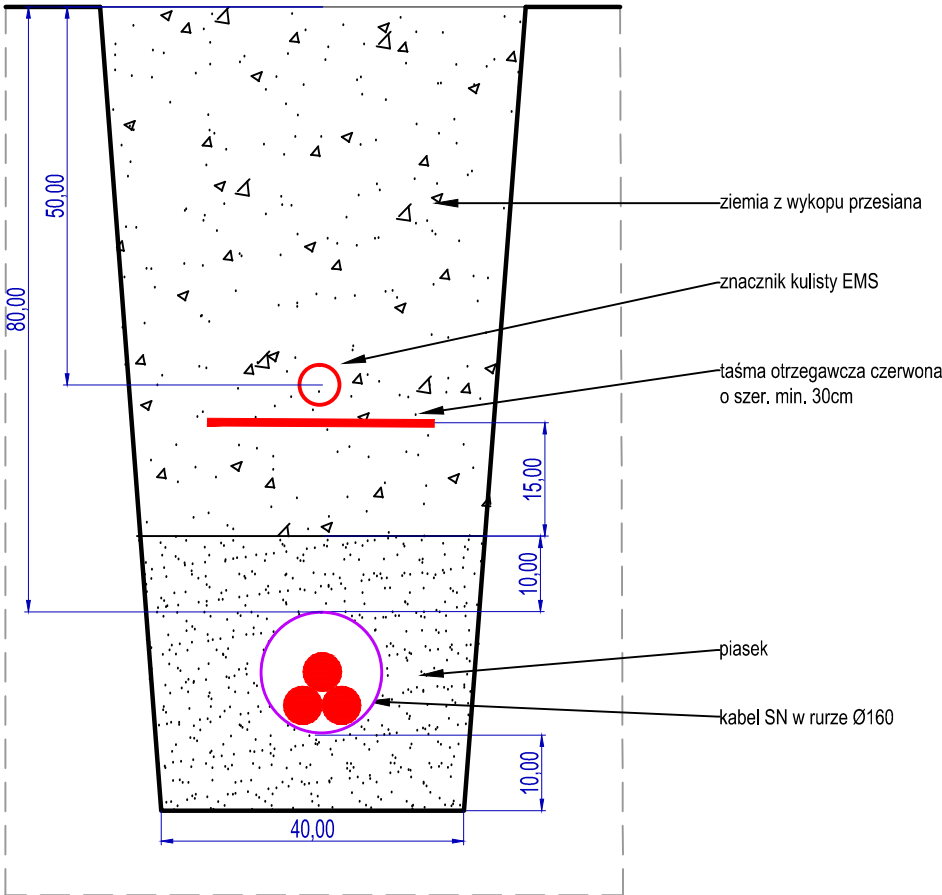 50,00
80,00
ziemia z wykopu przesiana
znacznik kulisty EMS
taśma otrzegawcza czerwona
o szer. min. 30cm
15,00
10,00
piasek
kabel SN w rurze Ø160
10,00
40,00